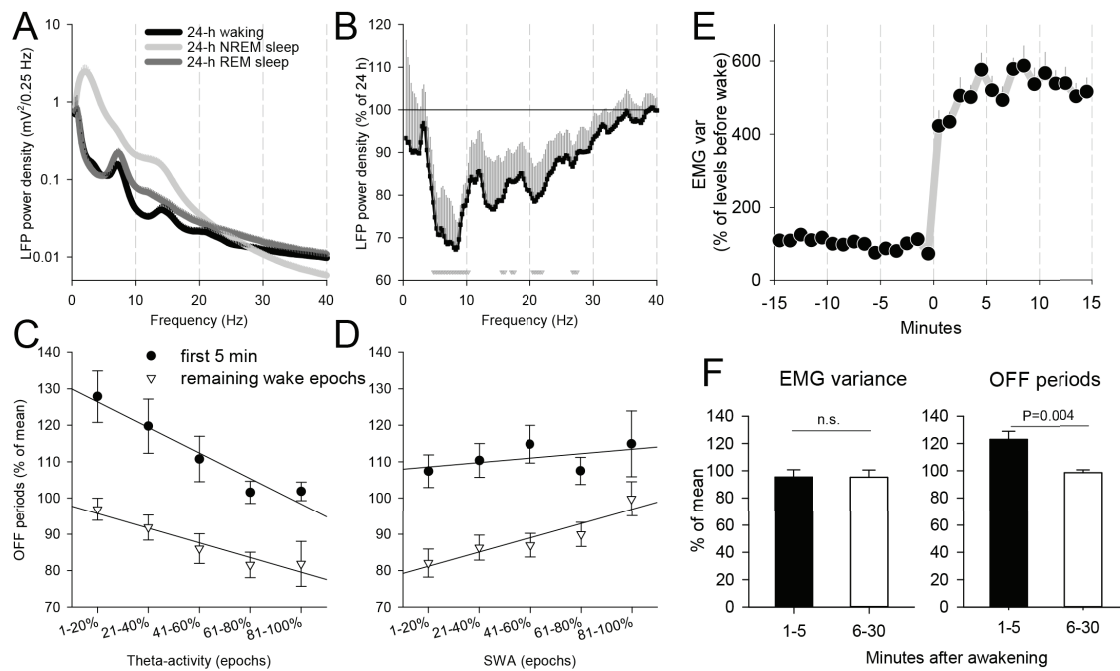 A
24-h waking
24-h NREM sleep
24-h REM sleep
LFP power density (mV²/0.25 Hz)
10
1
0.1
0.01
0 10 20 30 40
Frequency (Hz)
B
LFP power density (% of 24 h)
120
110
100
90
80
70
60
0 10 20 30 40
Frequency (Hz)
E
EMG var
(% of levels before wake)
600
400
200
0
-15 -10 -5 0 5 10 15
Minutes
C
first 5 min
remaining wake epochs
OFF periods (% of mean)
140
130
120
110
100
90
80
70
1-20% 21-40% 41-60% 61-80% 81-100%
Theta-activity (epochs)
D
140
130
120
110
100
90
80
70
1-20% 21-40% 41-60% 61-80% 81-100%
SWA (epochs)
F
EMG variance
% of mean
140
120
100
80
60
40
20
0
n.s.
1-5 6-30
OFF periods
140
120
100
80
60
40
20
0
P=0.004
1-5 6-30
Minutes after awakening